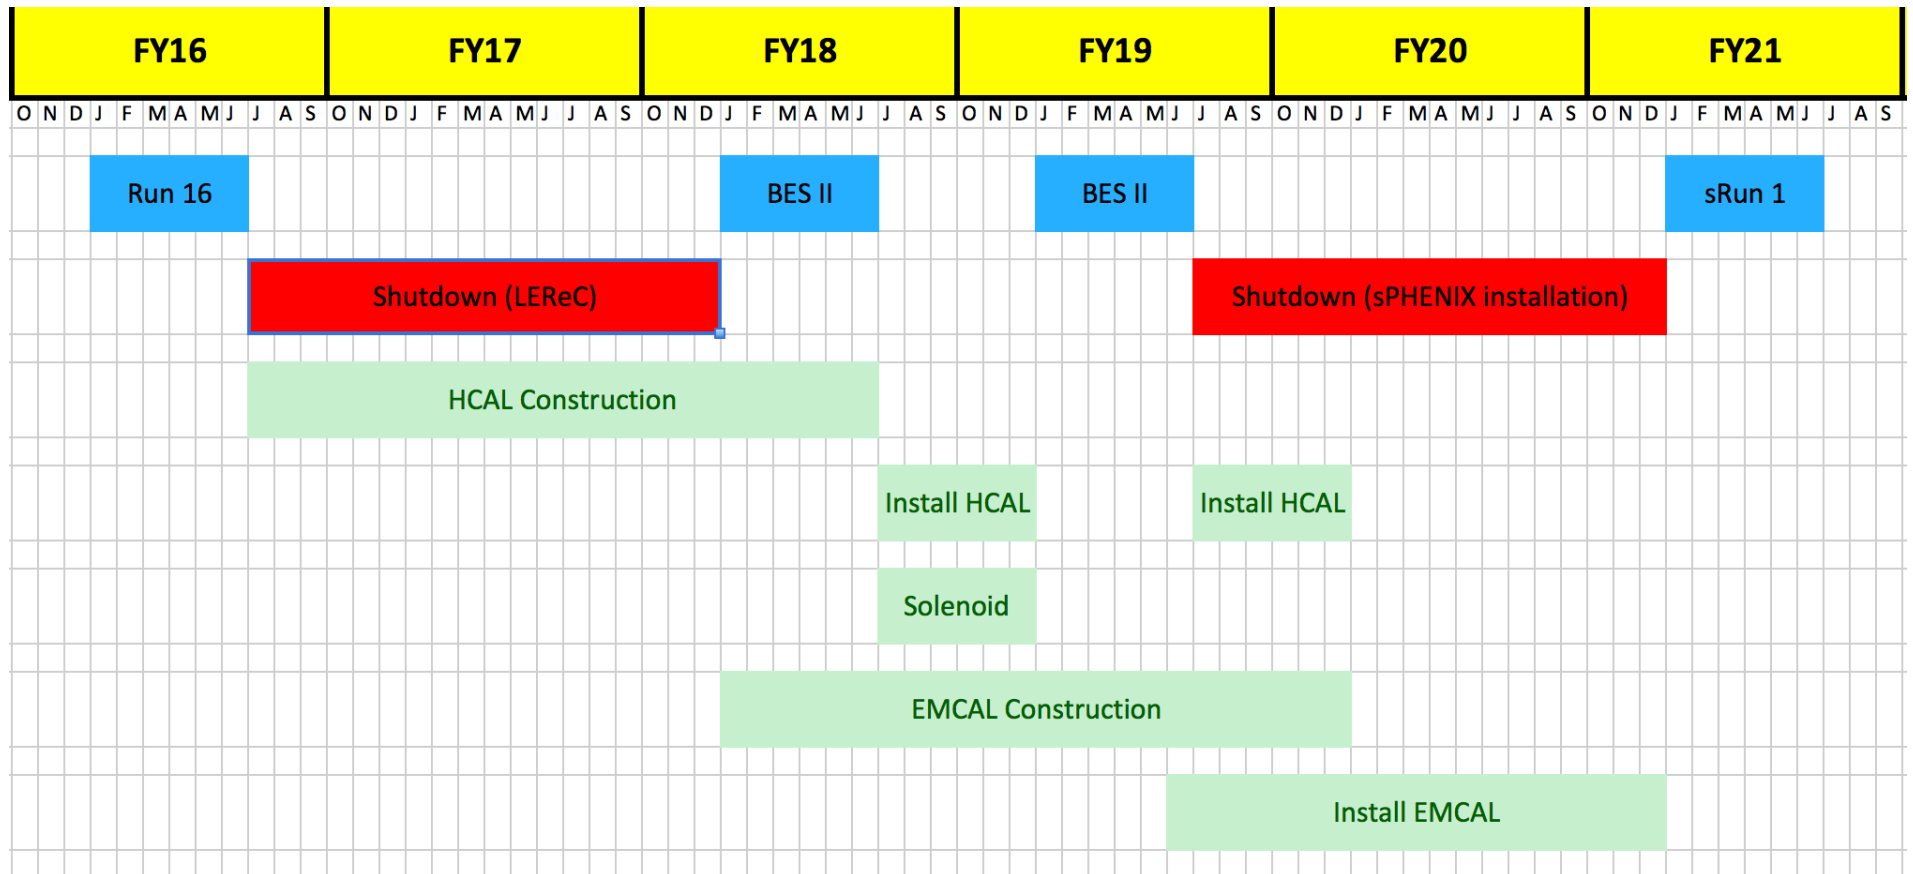 FY16 FY17 FY18 FY19 FY20 FY21
O N D J F M A M J J A S O N D J F M A M J J A S O N D J F M A M J J A S O N D J F M A M J J A S O N D J F M A M J J A S O N D J F M A M J J A S
Run 16 BES II BES II sRun 1
Shutdown (LEReC) Shutdown (sPHENIX installation)
HCAL Construction
Install HCAL Install HCAL
Solenoid
EMCAL Construction
Install EMCAL